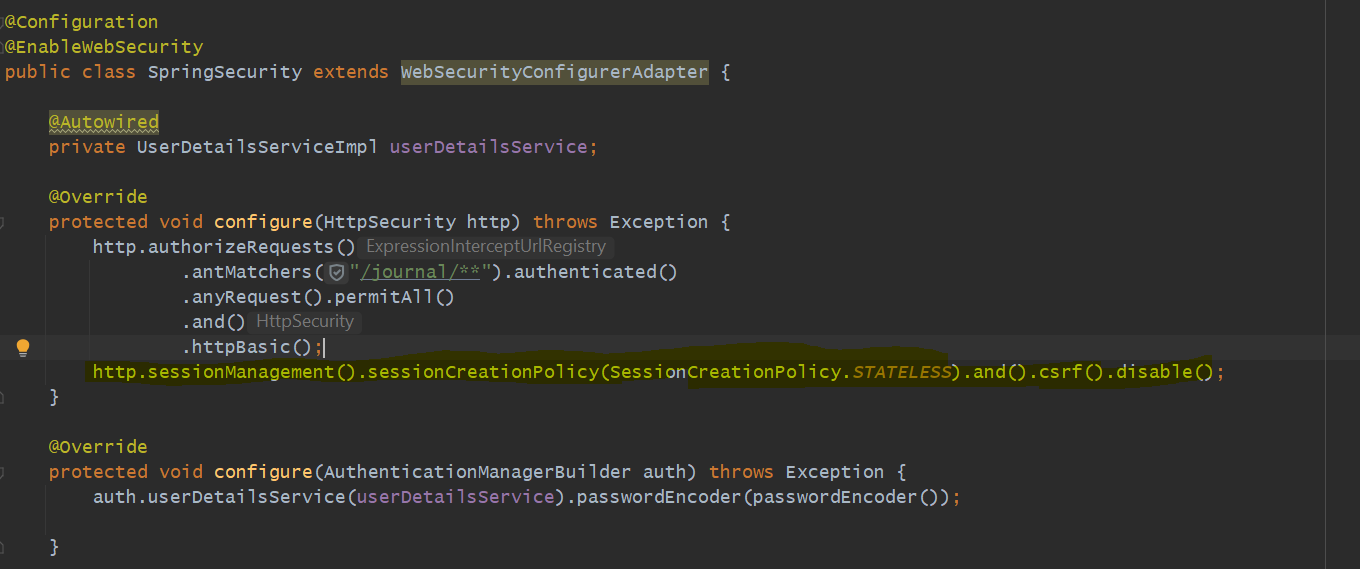 @Configuration
@EnableWebSecurity
public class SpringSecurity extends WebSecurityConfigurerAdapter {
@Autowired
private UserDetailsServiceImpl userDetailsService;
@Override
protected void configure(HttpSecurity http) throws Exception {
http.authorizeRequests() ExpressionInterceptUrlRegistry
.antMatchers("/journal/**").authenticated()
.anyRequest().permitAll()
.and() HttpSecurity
.httpBasic();
http.sessionManagement().sessionCreationPolicy(SessionCreationPolicy.STATELESS).and().csrf().disable();
}
@Override
protected void configure(AuthenticationManagerBuilder auth) throws Exception {
auth.userDetailsService(userDetailsService).passwordEncoder(passwordEncoder());
}